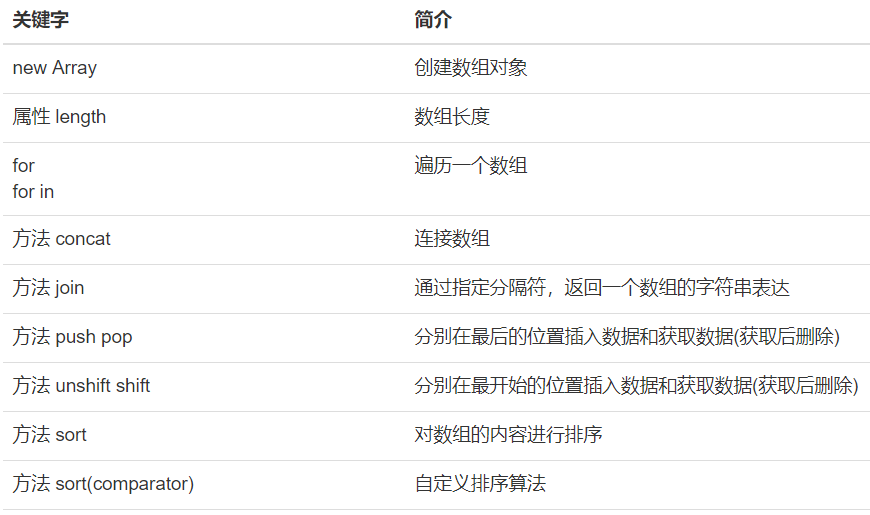 关键字 简介
new Array 创建数组对象
属性 length 数组长度
for 遍历一个数组
for in
方法 concat 连接数组
方法 join 通过指定分隔符，返回一个数组的字符串表达
方法 push pop 分别在最后的位置插入数据和获取数据(获取后删除)
方法 unshift shift 分别在最开始的位置插入数据和获取数据(获取后删除)
方法 sort 对数组的内容进行排序
方法 sort(comparator) 自定义排序算法